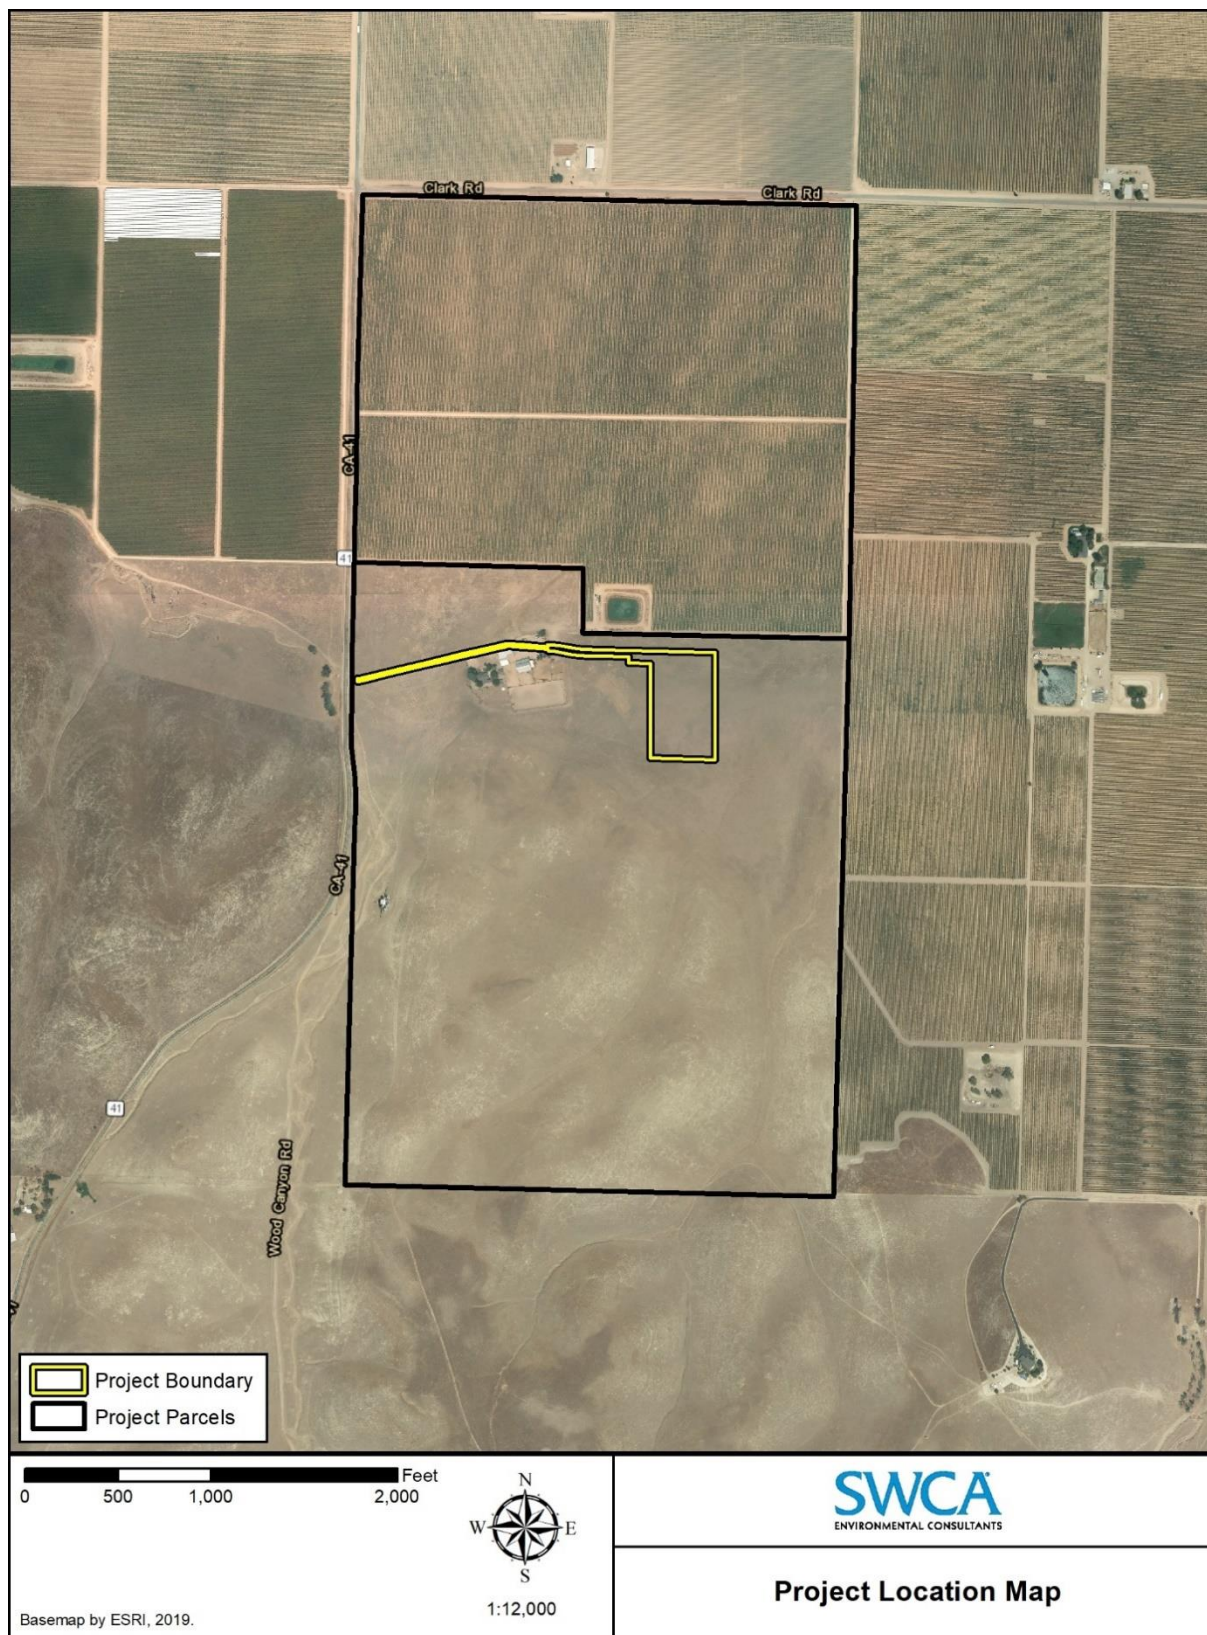 Clark Rd
Clark Rd
CA-41
41
CA-41
41
Wood Canyon Rd
Project Boundary
Project Parcels
Feet
0 500 1,000 2,000
N
W E
S
1:12,000
Basemap by ESRI, 2019.
SWCA
ENVIRONMENTAL CONSULTANTS
Project Location Map